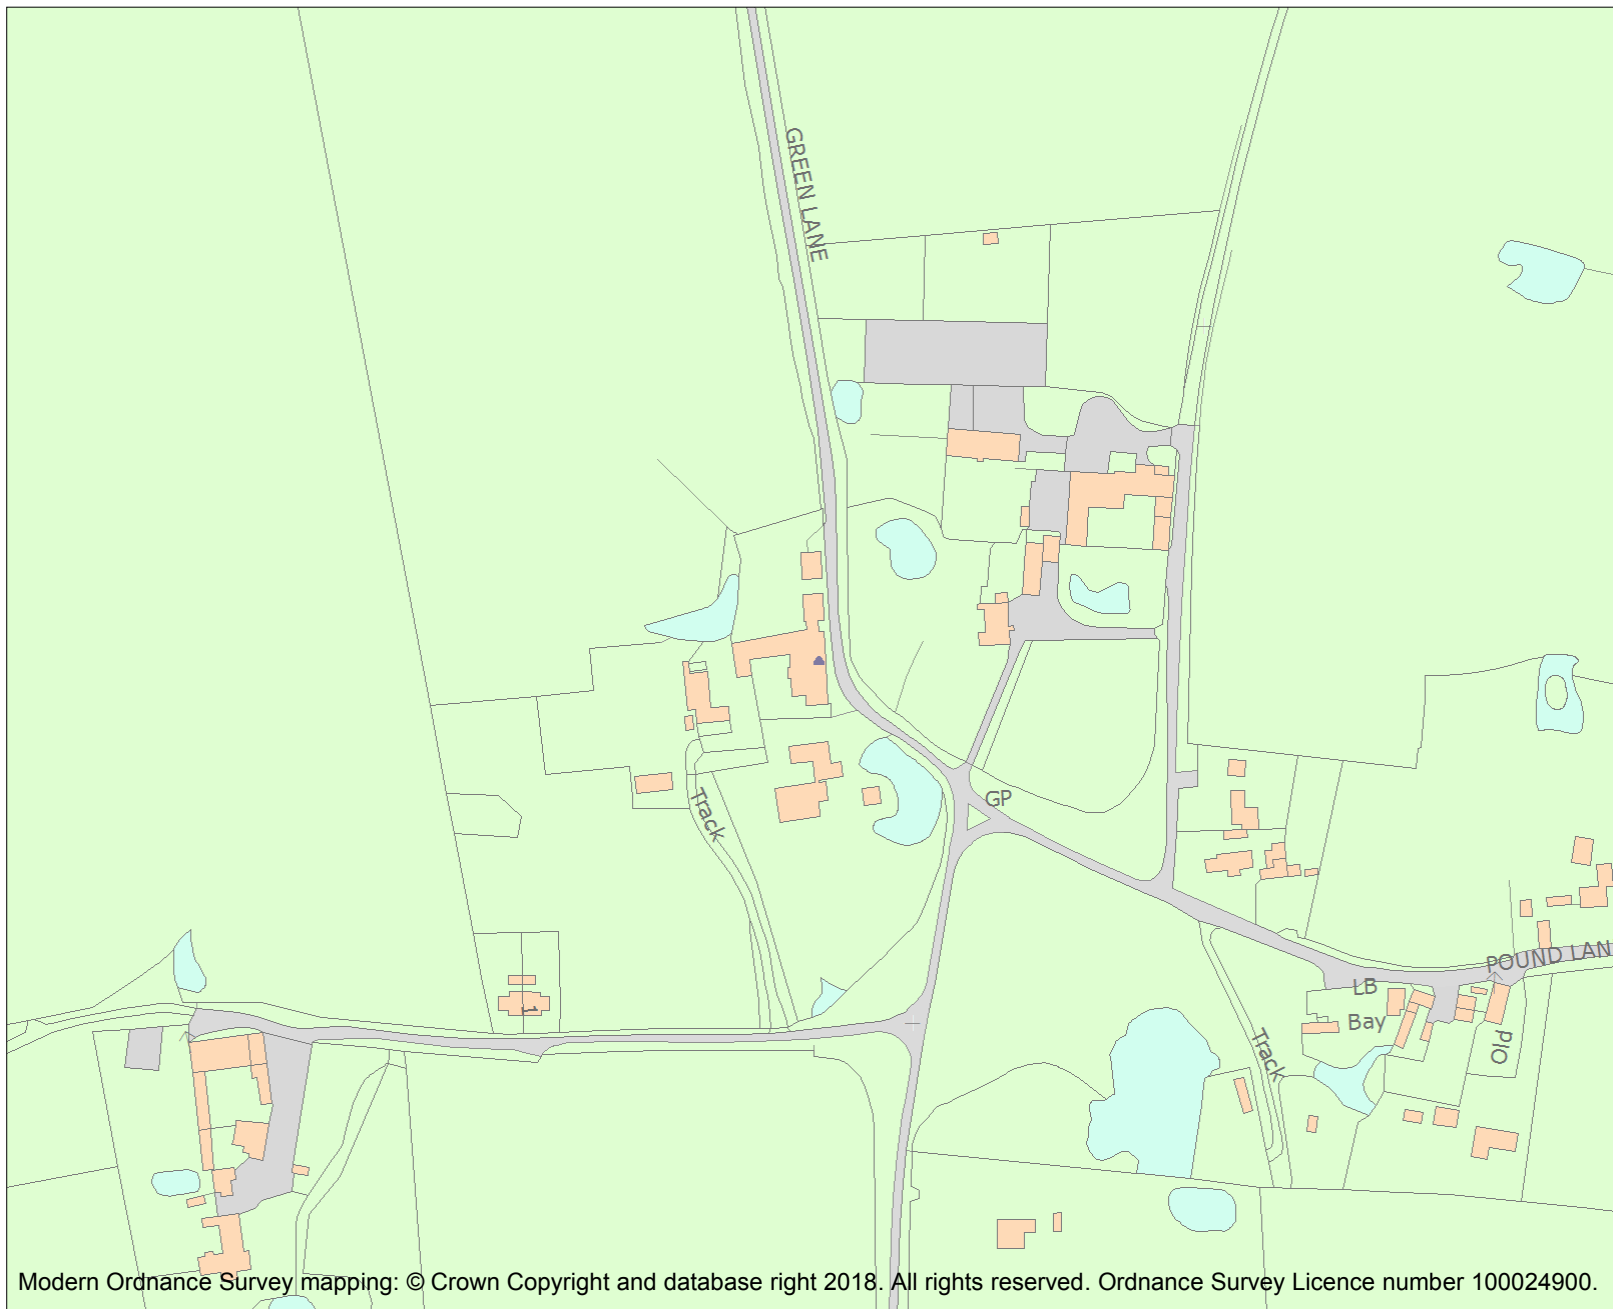 GREEN LANE
GP
Track
POUND LAN
LB
Bay
1
Old
Track
Modern Ordnance Survey mapping: © Crown Copyright and database right 2018. All rights reserved. Ordnance Survey Licence number 100024900.